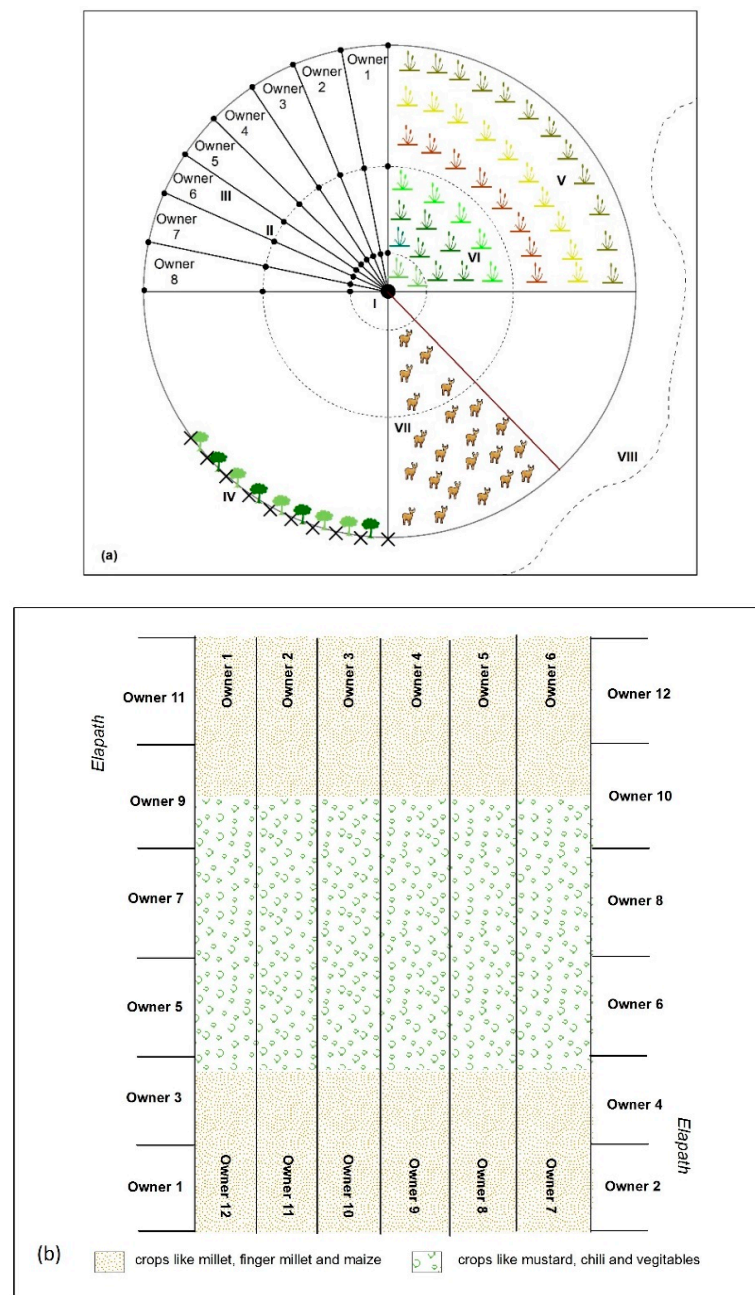 Owner
1
Owner
2
Owner
3
Owner
4
Owner
5
Owner
6
Owner
7
Owner
8
I
II
III
V
VI
VII
VIII
IV
(a)
Owner 1
Owner 2
Owner 3
Owner 4
Owner 5
Owner 6
Owner 11
Owner 12
Elapath
Owner 9
Owner 10
Owner 7
Owner 8
Owner 5
Owner 6
Owner 3
Owner 4
Elapath
Owner 1
Owner 2
Owner 12
Owner 11
Owner 10
Owner 9
Owner 8
Owner 7
(b)
crops like millet, finger millet and maize
crops like mustard, chili and vegitables